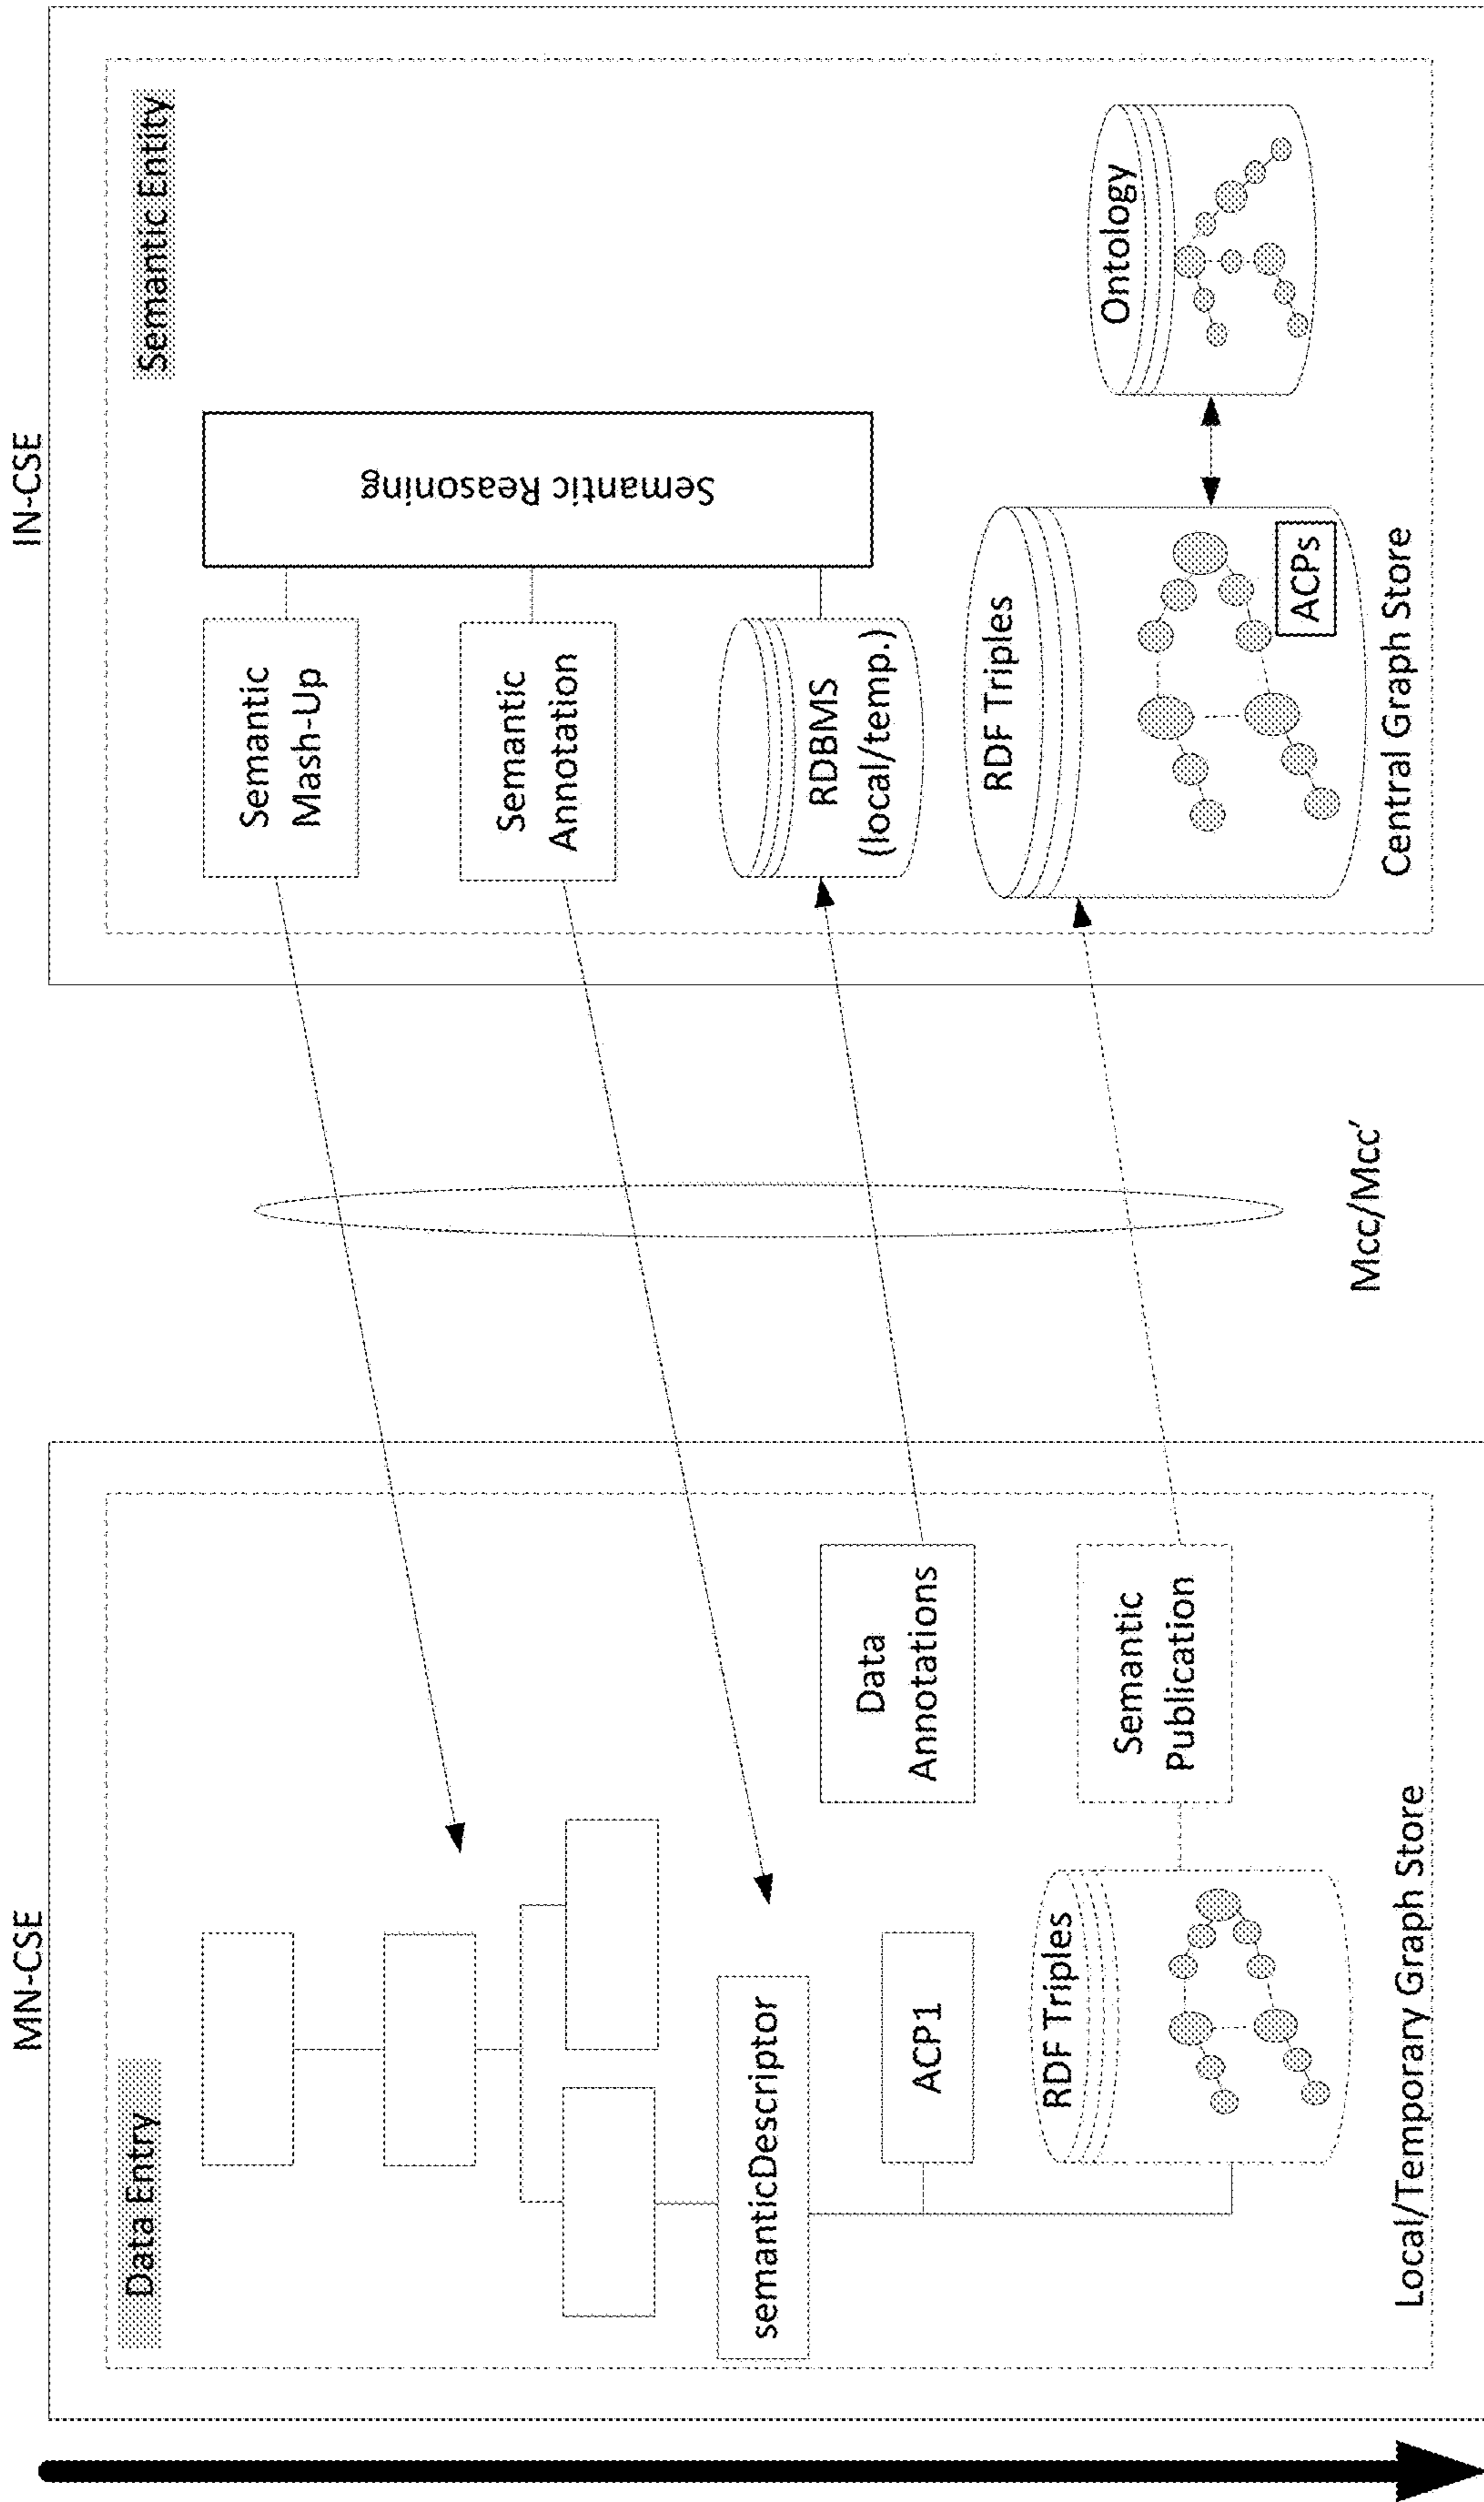 MN-CSE
Data Entry
semanticDescriptor
ACP1
RDF Triples
Data
Annotations
Semantic
Publication
Local/Temporary Graph Store
Mcc/Mcc'
IN-CSE
Semantic Entity
Semantic
Mash-Up
Semantic
Annotation
RDBMS
(local/temp.)
Semantic Reasoning
RDF Triples
ACPs
Central Graph Store
Ontology